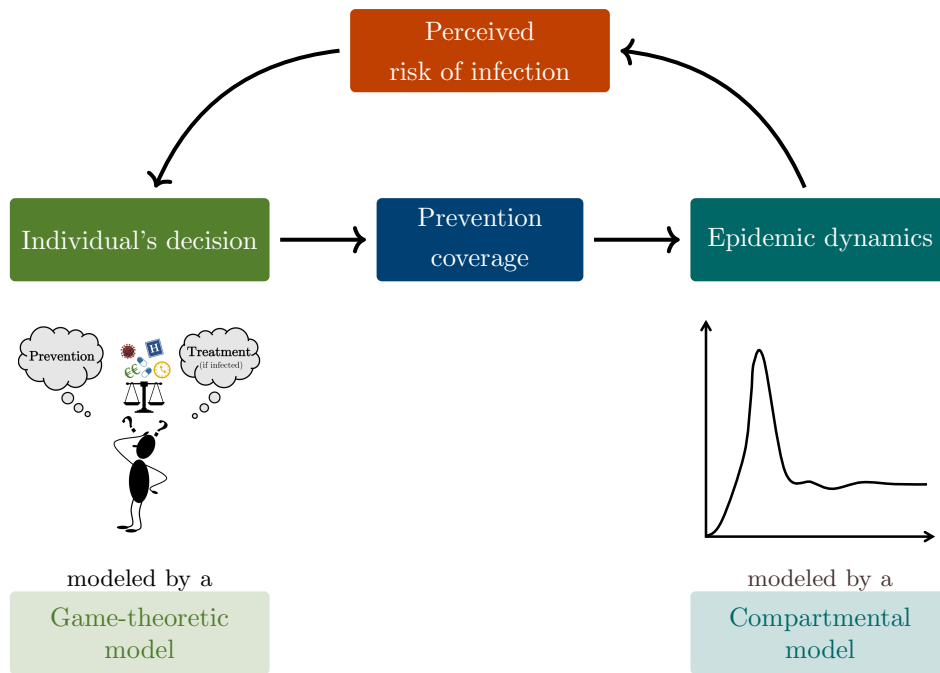 Perceived
risk of infection
Individual's decision
Prevention
coverage
Epidemic dynamics
Prevention
Treatment
(if infected)
H
€€
? ?
modeled by a
Game-theoretic
model
modeled by a
Compartmental
model